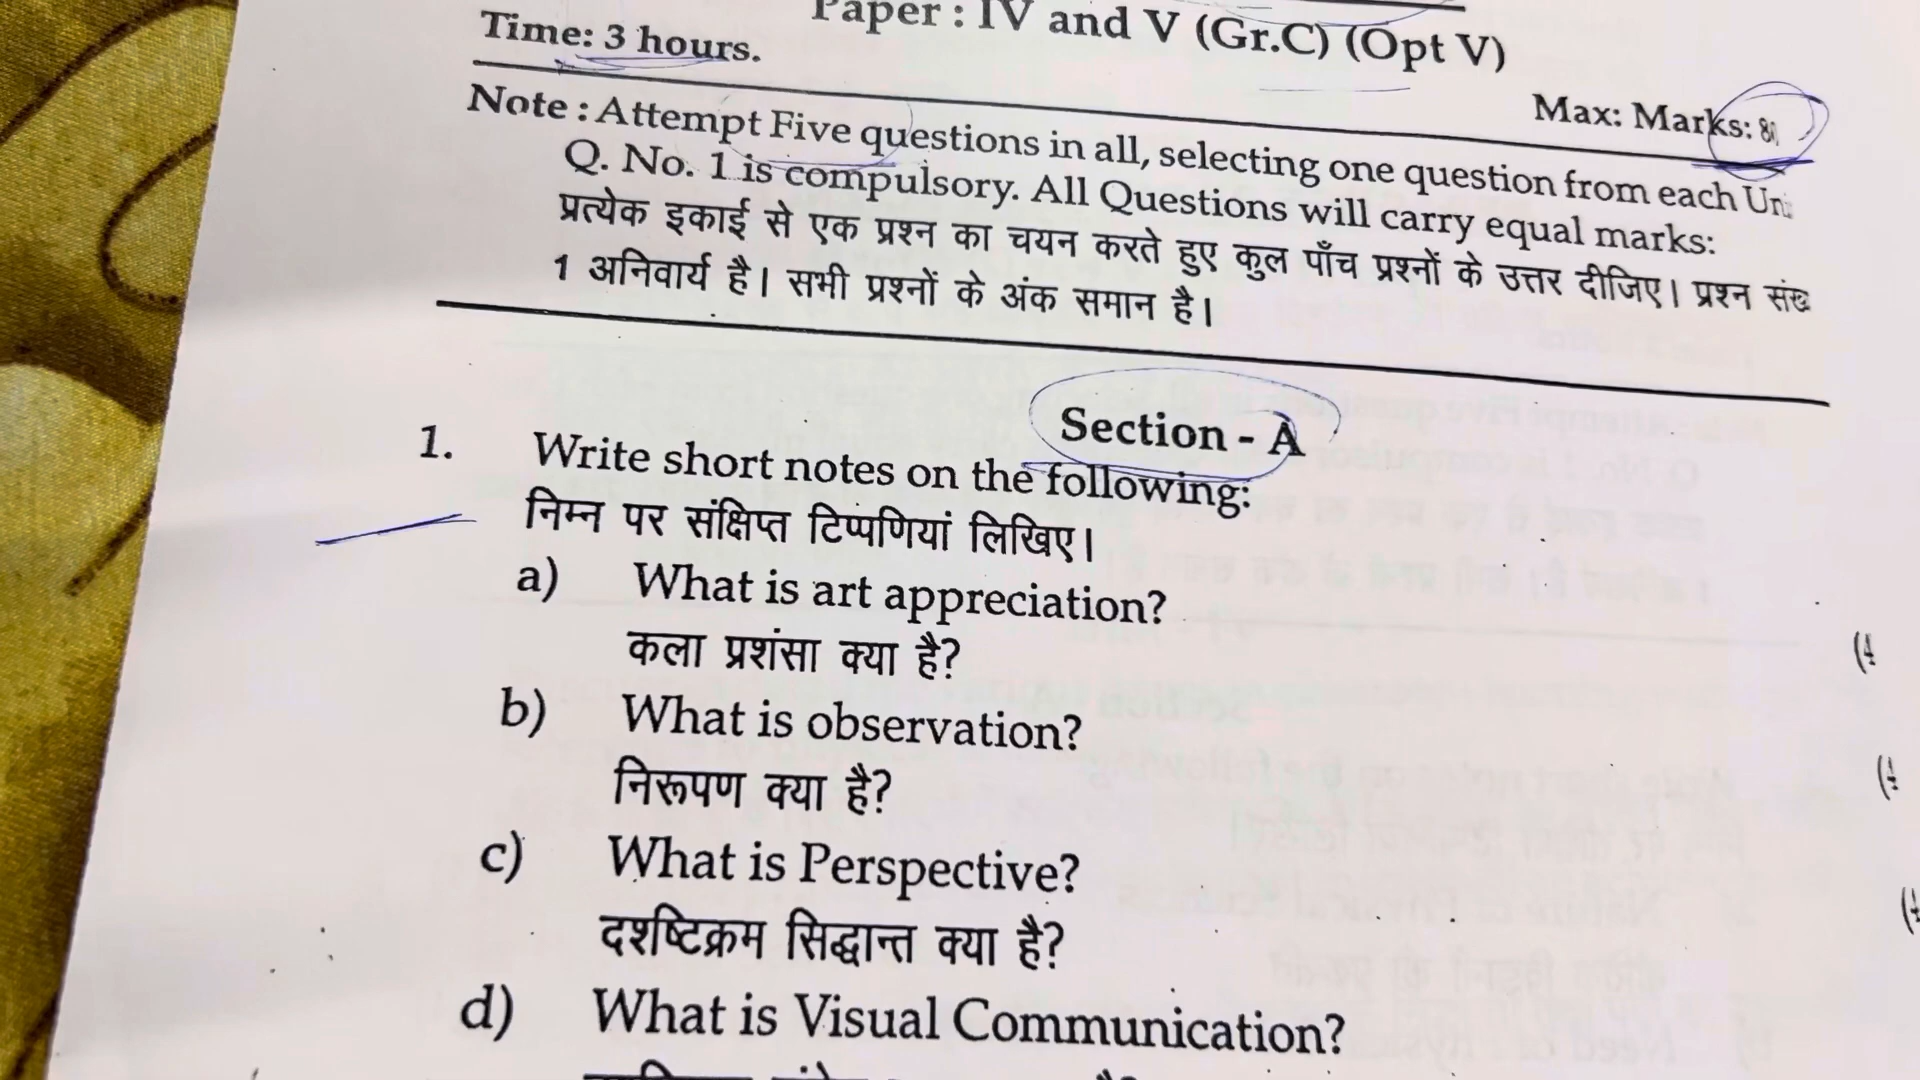 Paper : IV and V (Gr.C) (Opt V)
Time: 3 hours.
Max: Marks:
Note : Attempt Five questions in all, selecting one question from each
Q. No. 1 is compulsory. All Questions will carry equal marks:
प्रत्येक इकाई से एक प्रश्न का चयन करते हुए कुल पाँच प्रश्नों के उत्तर दीजिए। प्रश्न
1 अनिवार्य है। सभी प्रश्नों के अंक समान है।
Section - A
1. Write short notes on the following:
निम्न पर संक्षिप्त टिप्पणियां लिखिए।
a) What is art appreciation?
कला प्रशंसा क्या है?
b) What is observation?
निरूपण क्या है?
c) What is Perspective?
दशष्टिक्रम सिद्धान्त क्या है?
d) What is Visual Communication?